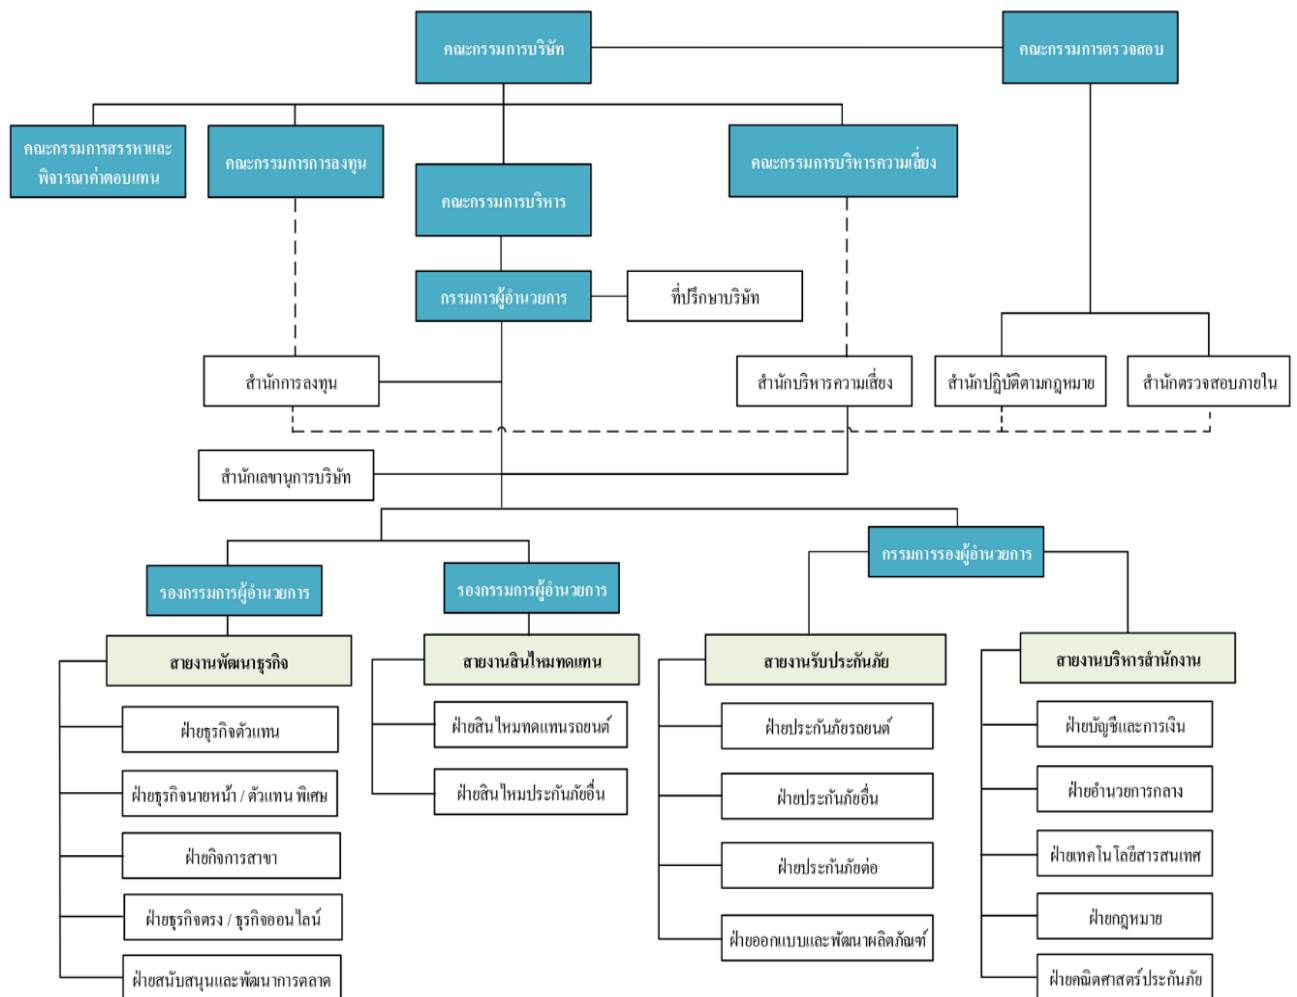 คณะกรรมการบริษัท
คณะกรรมการตรวจสอบ
คณะกรรมการสรรหาและ
พิจารณาค่าตอบแทน
คณะกรรมการการลงทุน
คณะกรรมการบริหาร
คณะกรรมการบริหารความเสี่ยง
กรรมการผู้อำนวยการ
ที่ปรึกษาบริษัท
สำนักการลงทุน
สำนักบริหารความเสี่ยง
สำนักปฏิบัติตามกฎหมาย
สำนักตรวจสอบภายใน
สำนักเลขานุการบริษัท
กรรมการรองผู้อำนวยการ
รองกรรมการผู้อำนวยการ
รองกรรมการผู้อำนวยการ
สายงานพัฒนาธุรกิจ
ฝ่ายธุรกิจตัวแทน
ฝ่ายธุรกิจนายหน้า / ตัวแทน พิเศษ
ฝ่ายกิจการสาขา
ฝ่ายธุรกิจตรง / ธุรกิจออนไลน์
ฝ่ายสนับสนุนและพัฒนาการตลาด
สายงานสินไหมทดแทน
ฝ่ายสินไหมทดแทนรถยนต์
ฝ่ายสินไหมประกันภัยอื่น
สายงานรับประกันภัย
ฝ่ายประกันภัยรถยนต์
ฝ่ายประกันภัยอื่น
ฝ่ายประกันภัยต่อ
ฝ่ายออกแบบและพัฒนาผลิตภัณฑ์
สายงานบริหารสำนักงาน
ฝ่ายบัญชีและการเงิน
ฝ่ายอำนวยการกลาง
ฝ่ายเทคโนโลยีสารสนเทศ
ฝ่ายกฎหมาย
ฝ่ายคณิตศาสตร์ประกันภัย